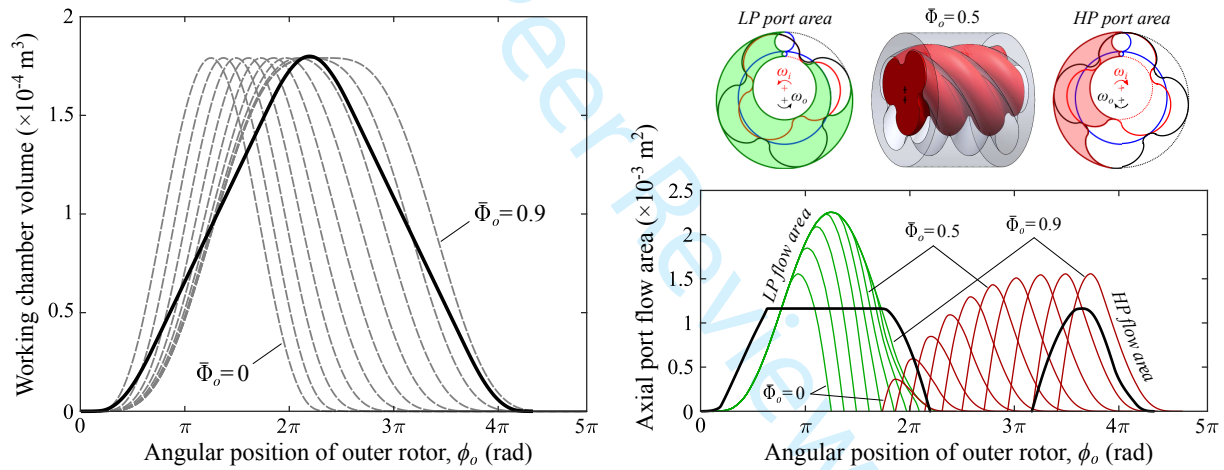 Working chamber volume (×10⁻⁴ m³)
2
1.5
1
0.5
0
Φ̄ₒ=0.9
Φ̄ₒ=0
0
π
2π
3π
4π
5π
Angular position of outer rotor, ϕₒ (rad)
LP port area
Φ̄ₒ=0.5
HP port area
ωᵢ
ωₒ
ωᵢ
ωₒ
Axial port flow area (×10⁻³ m²)
2.5
2
1.5
1
0.5
0
LP flow area
Φ̄ₒ=0.5
Φ̄ₒ=0.9
HP flow area
Φ̄ₒ=0
0
π
2π
3π
4π
5π
Angular position of outer rotor, ϕₒ (rad)
Peer Review